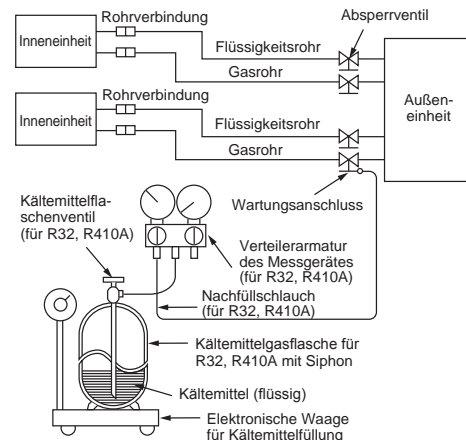 Rohrverbindung
Absperrventil
Inneneinheit
Flüssigkeitsrohr
Gasrohr
Rohrverbindung
Inneneinheit
Flüssigkeitsrohr
Gasrohr
Außen-
einheit
Wartungsanschluss
Kältemittelfla-
schenventil
(für R32, R410A)
Verteilerarmatur
des Messgerätes
(für R32, R410A)
Nachfüllschlauch
(für R32, R410A)
Kältemittelgasflasche für
R32, R410A mit Siphon
Kältemittel (flüssig)
Elektronische Waage
für Kältemittelfüllung